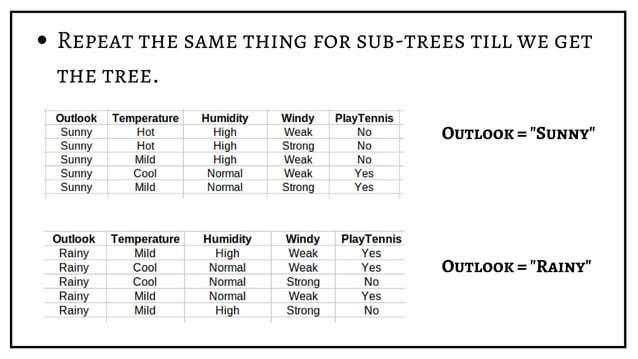 • Repeat the same thing for sub-trees till we get
the tree.
Outlook Temperature Humidity Windy PlayTennis
Sunny Hot High Weak No
Sunny Hot High Strong No
Sunny Mild High Weak No
Sunny Cool Normal Weak Yes
Sunny Mild Normal Strong Yes
Outlook = "Sunny"
Outlook Temperature Humidity Windy PlayTennis
Rainy Mild High Weak Yes
Rainy Cool Normal Weak Yes
Rainy Cool Normal Strong No
Rainy Mild Normal Weak Yes
Rainy Mild High Strong No
Outlook = "Rainy"